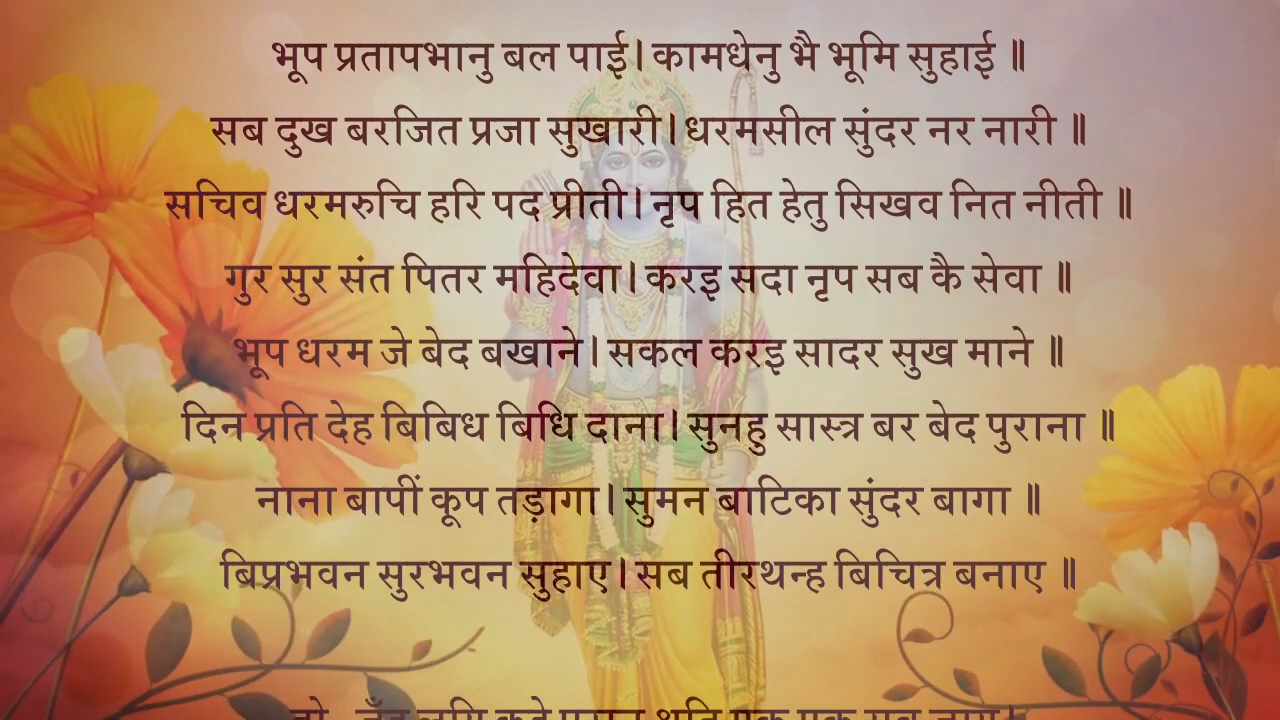 भूप प्रतापभानु बल पाई। कामधेनु भै भूमि सुहाई ॥
सब दुख बरजित प्रजा सुखारी। धरमसील सुंदर नर नारी ॥
सचिव धरमरुचि हरि पद प्रीती। नृप हित हेतु सिखव नित नीती ॥
गुर सुर संत पितर महिदेवा। करइ सदा नृप सब कै सेवा ॥
भूप धरम जे बेद बखाने। सकल करइ सादर सुख माने ॥
दिन प्रति देह बिबिध बिधि दाना। सुनहु सास्त्र बर बेद पुराना ॥
नाना बापीं कूप तड़ागा। सुमन बाटिका सुंदर बागा ॥
बिप्रभवन सुरभवन सुहाए। सब तीरथन्ह बिचित्र बनाए ॥